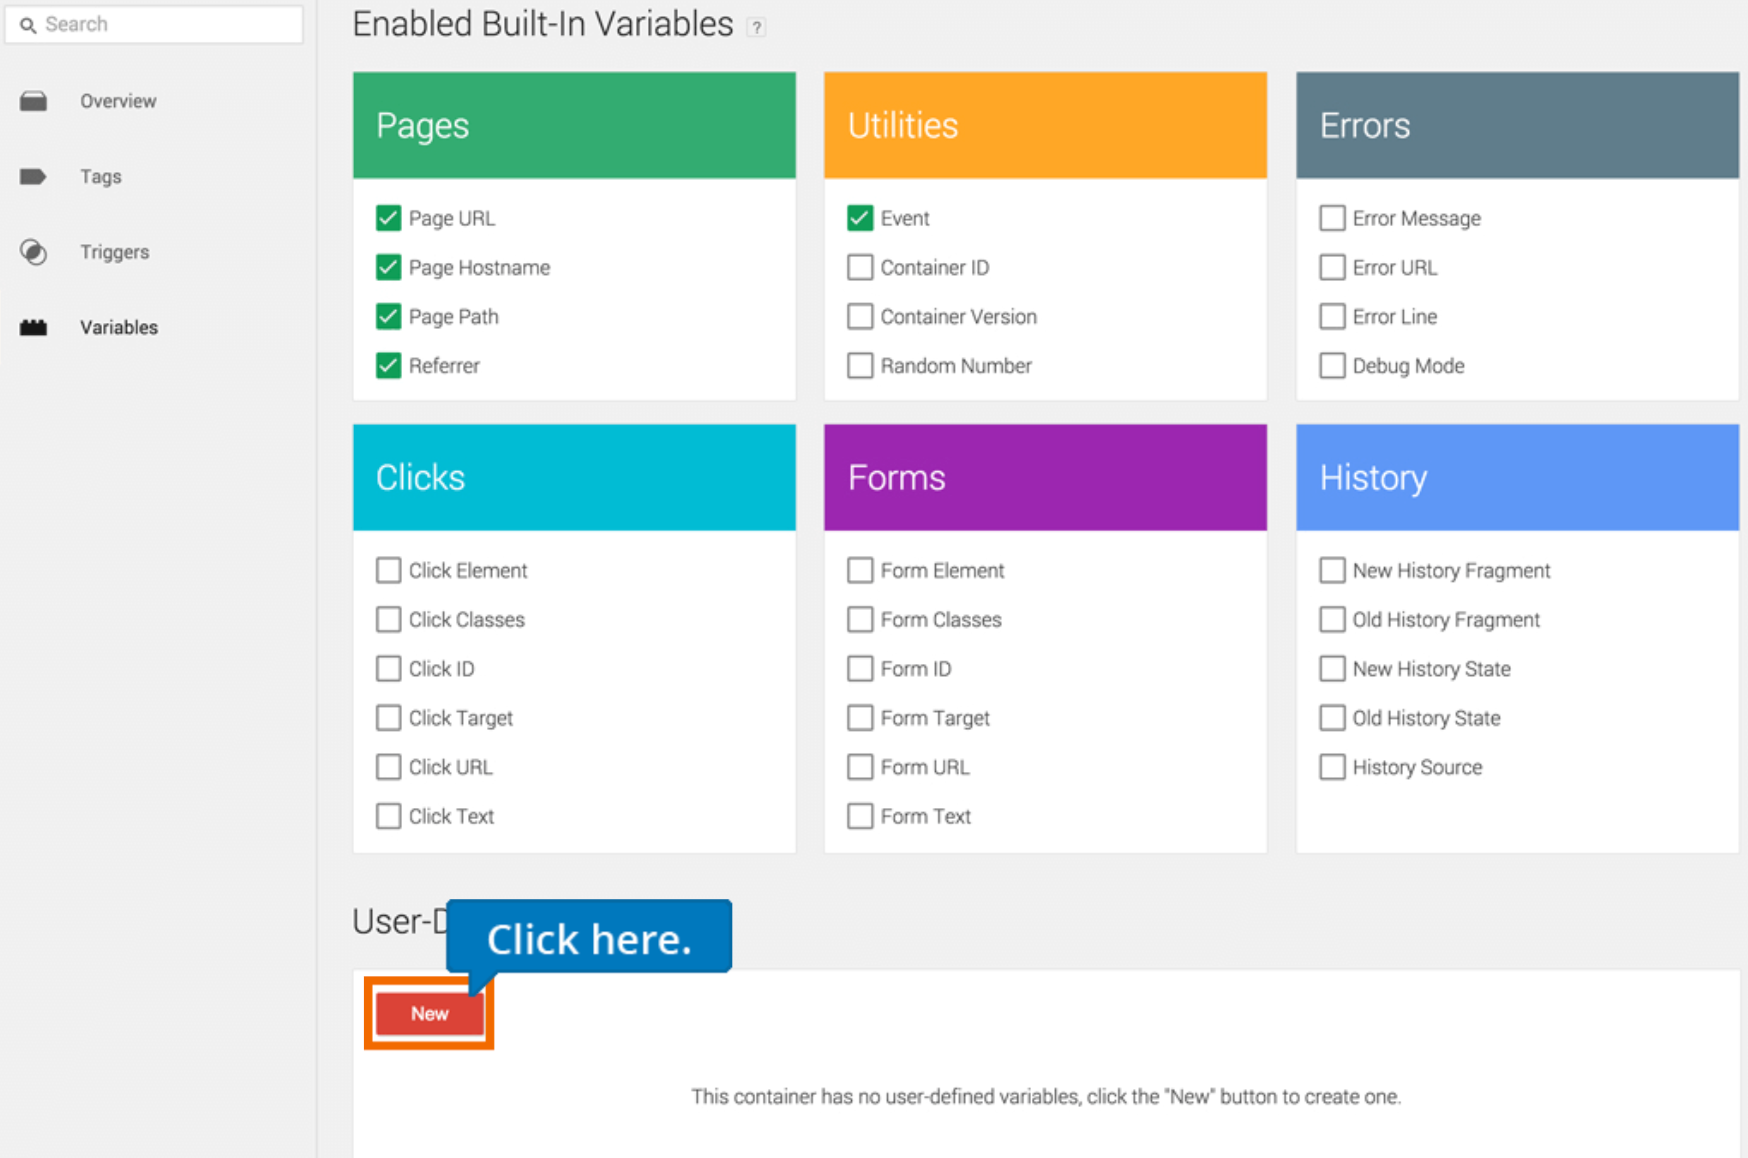 Search
Overview
Tags
Triggers
Variables
Enabled Built-In Variables ?
Pages
Page URL
Page Hostname
Page Path
Referrer
Utilities
Event
Container ID
Container Version
Random Number
Errors
Error Message
Error URL
Error Line
Debug Mode
Clicks
Click Element
Click Classes
Click ID
Click Target
Click URL
Click Text
Forms
Form Element
Form Classes
Form ID
Form Target
Form URL
Form Text
History
New History Fragment
Old History Fragment
New History State
Old History State
History Source
User-D
Click here.
New
This container has no user-defined variables, click the "New" button to create one.